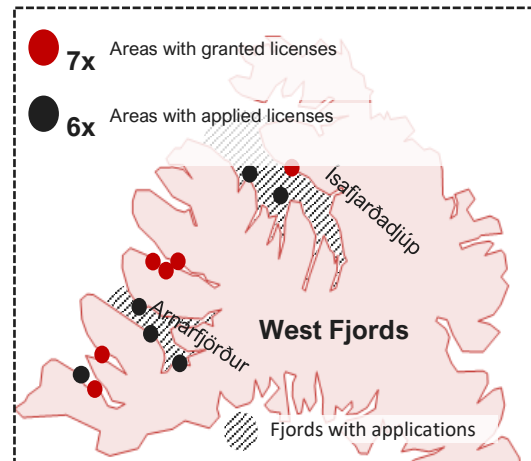 7x Areas with granted licenses
6x Areas with applied licenses
Ísafjarðadjúp
Arnarfjörður
West Fjords
Fjords with applications